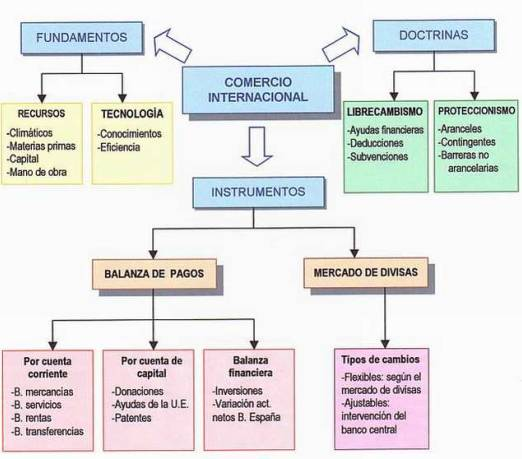 FUNDAMENTOS
DOCTRINAS
COMERCIO
INTERNACIONAL
RECURSOS
-Climáticos
-Materias primas
-Capital
-Mano de obra
TECNOLOGÍA
-Conocimientos
-Eficiencia
LIBRECAMBISMO
-Ayudas financieras
-Deducciones
-Subvenciones
PROTECCIONISMO
-Aranceles
-Contingentes
-Barreras no
arancelarias
INSTRUMENTOS
BALANZA DE PAGOS
MERCADO DE DIVISAS
Por cuenta
corriente
-B. mercancías
-B. servicios
-B. rentas
-B. transferencias
Por cuenta de
capital
-Donaciones
-Ayudas de la U.E.
-Patentes
Balanza
financiera
-Inversiones
-Variación act.
netos B. España
Tipos de cambios
-Flexibles: según el
mercado de divisas
-Ajustables:
intervención del
banco central